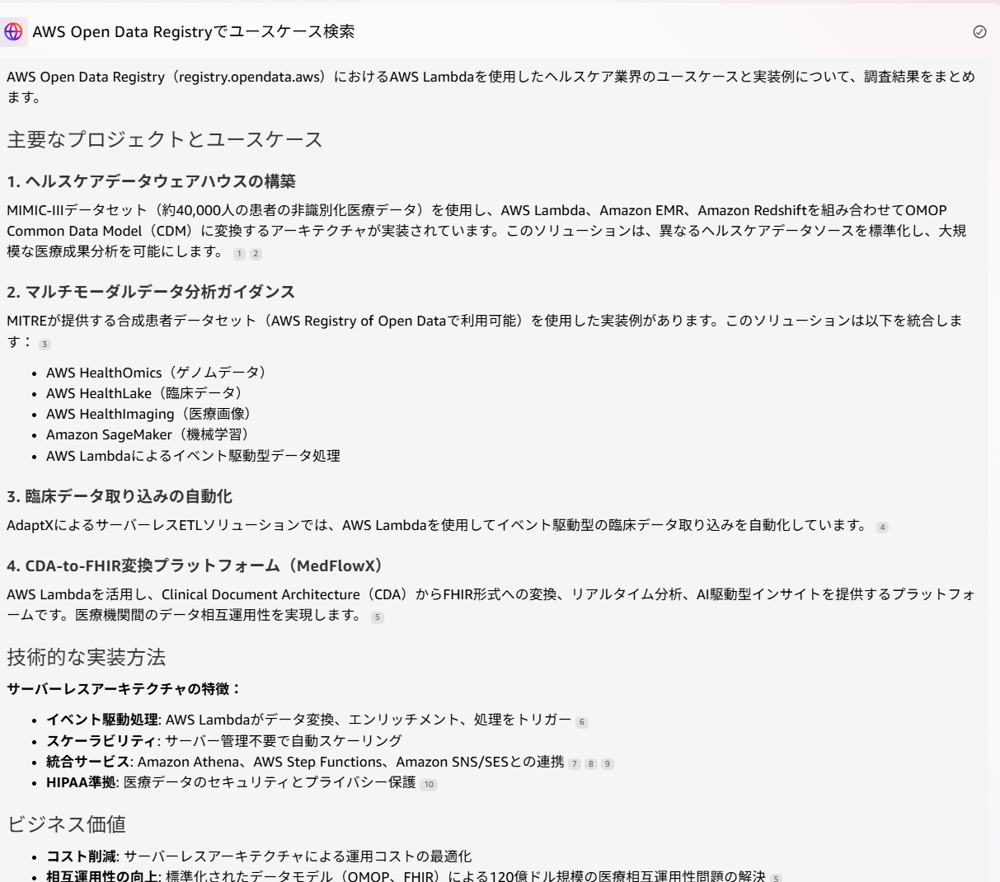 AWS Open Data Registryでユースケース検索
AWS Open Data Registry（registry.opendata.aws）におけるAWS Lambdaを使用したヘルスケア業界のユースケースと実装例について、調査結果をまとめ
ます。
主要なプロジェクトとユースケース
1. ヘルスケアデータウェアハウスの構築
MIMIC-IIIデータセット（約40,000人の患者の非識別化医療データ）を使用し、AWS Lambda、Amazon EMR、Amazon Redshiftを組み合わせてOMOP
Common Data Model（CDM）に変換するアーキテクチャが実装されています。このソリューションは、異なるヘルスケアデータソースを標準化し、大規
模な医療成果分析を可能にします。 1 2
2. マルチモーダルデータ分析ガイダンス
MITREが提供する合成患者データセット（AWS Registry of Open Dataで利用可能）を使用した実装例があります。このソリューションは以下を統合しま
す： 3
• AWS HealthOmics（ゲノムデータ）
• AWS HealthLake（臨床データ）
• AWS HealthImaging（医療画像）
• Amazon SageMaker（機械学習）
• AWS Lambdaによるイベント駆動型データ処理
3. 臨床データ取り込みの自動化
AdaptXによるサーバーレスETLソリューションでは、AWS Lambdaを使用してイベント駆動型の臨床データ取り込みを自動化しています。 4
4. CDA-to-FHIR変換プラットフォーム（MedFlowX）
AWS Lambdaを活用し、Clinical Document Architecture（CDA）からFHIR形式への変換、リアルタイム分析、AI駆動型インサイトを提供するプラットフォ
ームです。医療機関間のデータ相互運用性を実現します。 5
技術的な実装方法
サーバーレスアーキテクチャの特徴：
• イベント駆動処理: AWS Lambdaがデータ変換、エンリッチメント、処理をトリガー 6
• スケーラビリティ: サーバー管理不要で自動スケーリング
• 統合サービス: Amazon Athena、AWS Step Functions、Amazon SNS/SESとの連携 7 8 9
• HIPAA準拠: 医療データのセキュリティとプライバシー保護 10
ビジネス価値
• コスト削減: サーバーレスアーキテクチャによる運用コストの最適化
• 相互運用性の向上: 標準化されたデータモデル（OMOP、FHIR）による120億ドル規模の医療相互運用性問題の解決 5